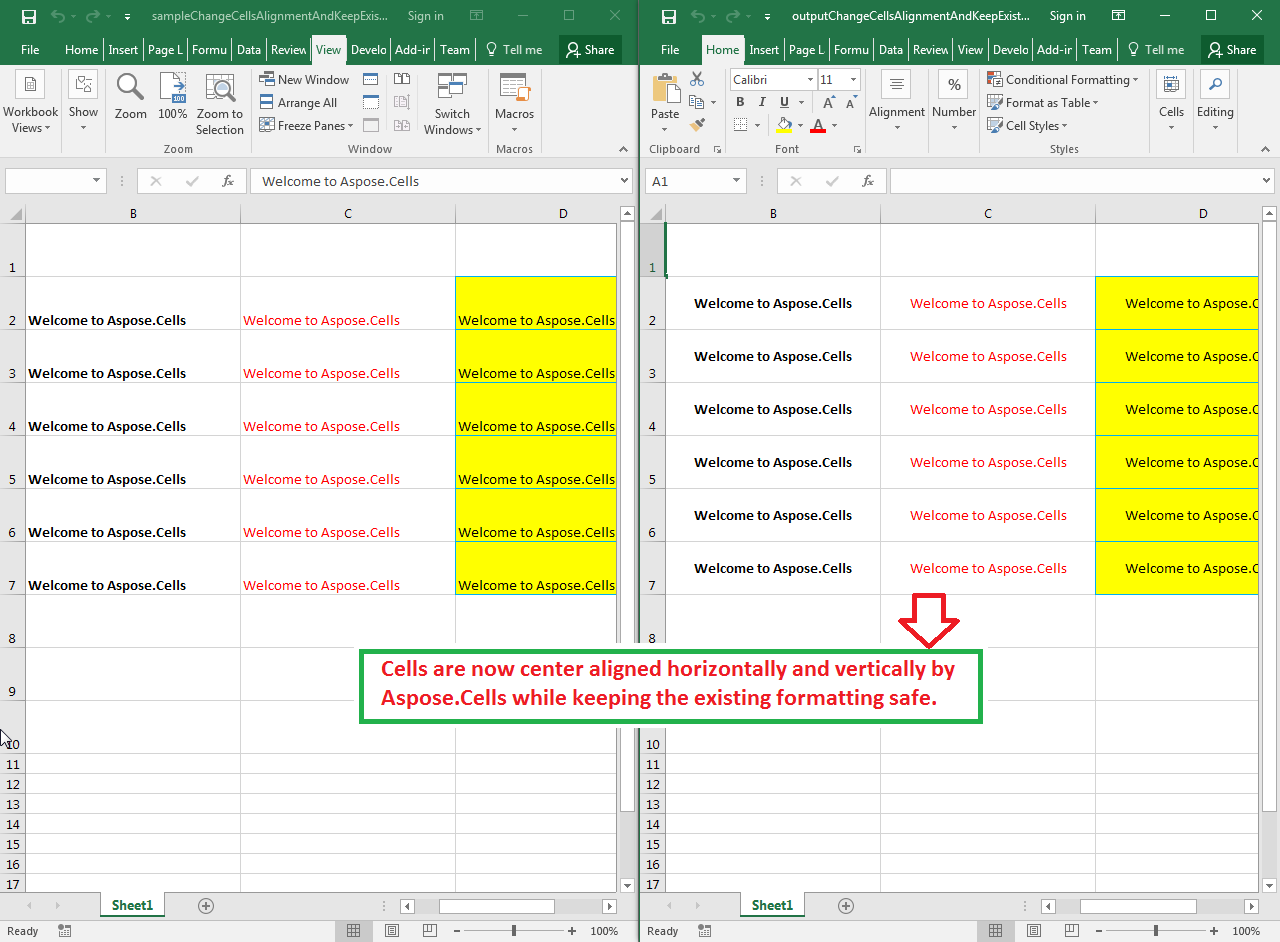 sampleChangeCellsAlignmentAndKeepExis... Sign in
File Home Insert Page L Formu Data Review View Develo Add-in Team Tell me Share
Workbook Views
Show
Zoom
100%
Zoom to Selection
Zoom
New Window
Arrange All
Freeze Panes
Switch Windows
Window
Macros
Macros
Welcome to Aspose.Cells
B C D
1
2 Welcome to Aspose.Cells Welcome to Aspose.Cells Welcome to Aspose.Cells
3 Welcome to Aspose.Cells Welcome to Aspose.Cells Welcome to Aspose.Cells
4 Welcome to Aspose.Cells Welcome to Aspose.Cells Welcome to Aspose.Cells
5 Welcome to Aspose.Cells Welcome to Aspose.Cells Welcome to Aspose.Cells
6 Welcome to Aspose.Cells Welcome to Aspose.Cells Welcome to Aspose.Cells
7 Welcome to Aspose.Cells Welcome to Aspose.Cells Welcome to Aspose.Cells
8
9
10
11
12
13
14
15
16
17
Sheet1
Ready 100%
outputChangeCellsAlignmentAndKeepExist... Sign in
File Home Insert Page L Formu Data Review View Develo Add-in Team Tell me Share
Paste
Clipboard
Calibri 11
B I U A A
A
Font
Alignment
%
Number
Conditional Formatting
Format as Table
Cell Styles
Styles
Cells
Editing
A1
B C D
1
2 Welcome to Aspose.Cells Welcome to Aspose.Cells Welcome to Aspose.C
3 Welcome to Aspose.Cells Welcome to Aspose.Cells Welcome to Aspose.C
4 Welcome to Aspose.Cells Welcome to Aspose.Cells Welcome to Aspose.C
5 Welcome to Aspose.Cells Welcome to Aspose.Cells Welcome to Aspose.C
6 Welcome to Aspose.Cells Welcome to Aspose.Cells Welcome to Aspose.C
7 Welcome to Aspose.Cells Welcome to Aspose.Cells Welcome to Aspose.C
8
Cells are now center aligned horizontally and vertically by
Aspose.Cells while keeping the existing formatting safe.
10
11
12
13
14
15
16
17
Sheet1
Ready 100%